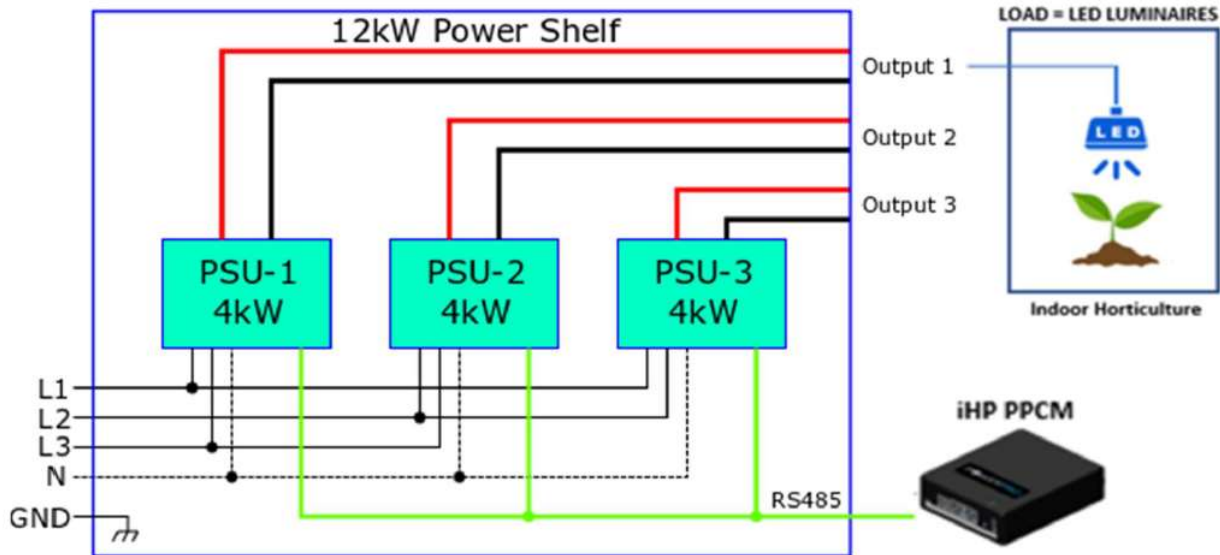 LOAD = LED LUMINAIRES
12kW Power Shelf
Output 1
LED
Output 2
Output 3
PSU-1
4kW
PSU-2
4kW
PSU-3
4kW
Indoor Horticulture
L1
L2
L3
N
GND
RS485
iHP PPCM